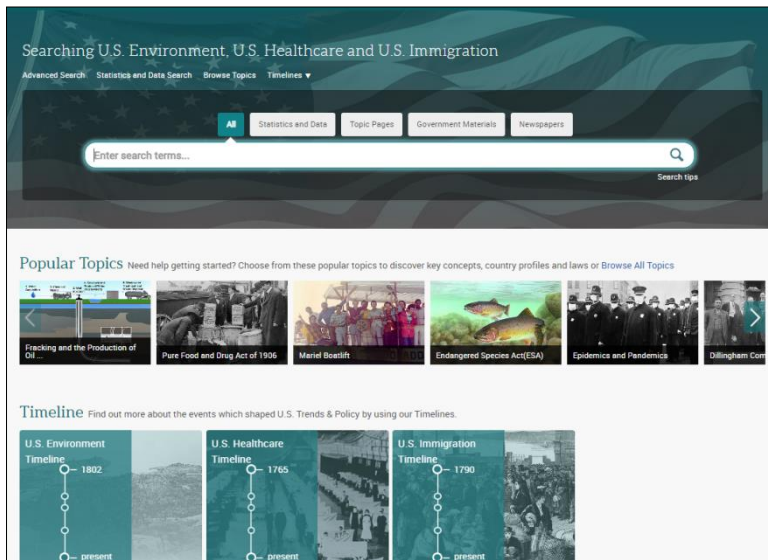 Searching U.S. Environment, U.S. Healthcare and U.S. Immigration
Advanced Search Statistics and Data Search Browse Topics Timelines ▼
All Statistics and Data Topic Pages Government Materials Newspapers
Enter search terms...
Search tips
Popular Topics Need help getting started? Choose from these popular topics to discover key concepts, country profiles and laws or Browse All Topics
Fracking and the Production of
Oil ...
Pure Food and Drug Act of 1906
Mariel Boatlift
Endangered Species Act(ESA)
Epidemics and Pandemics
Dillingham Com
Timeline Find out more about the events which shaped U.S. Trends & Policy by using our Timelines.
U.S. Environment
Timeline
1802
present
U.S. Healthcare
Timeline
1765
present
U.S. Immigration
Timeline
1790
present